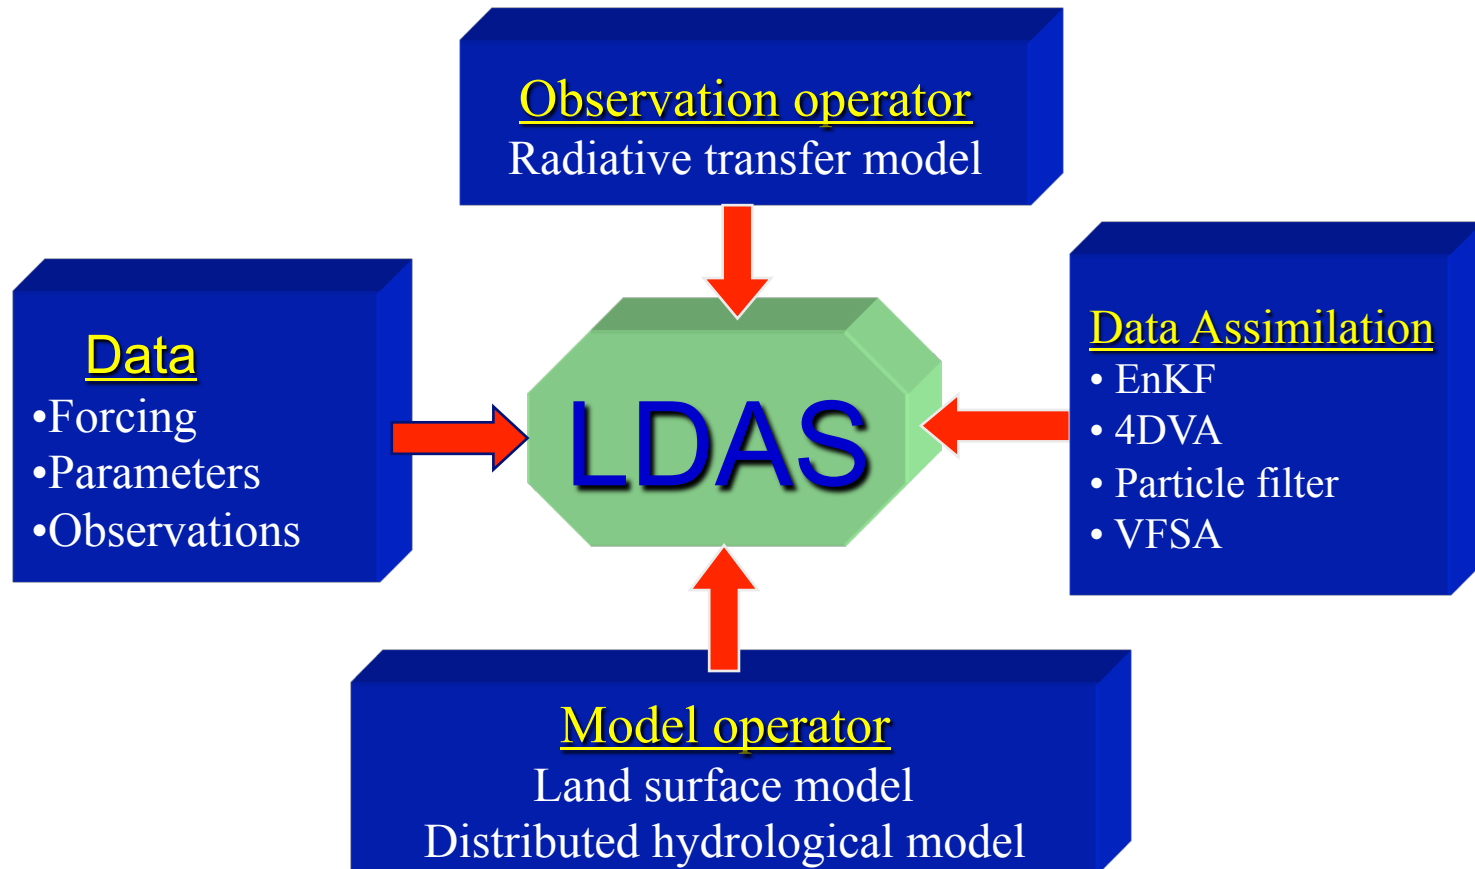 Observation operator
Radiative transfer model
Data
•Forcing
•Parameters
•Observations
LDAS
Data Assimilation
• EnKF
• 4DVA
• Particle filter
• VFSA
Model operator
Land surface model
Distributed hydrological model